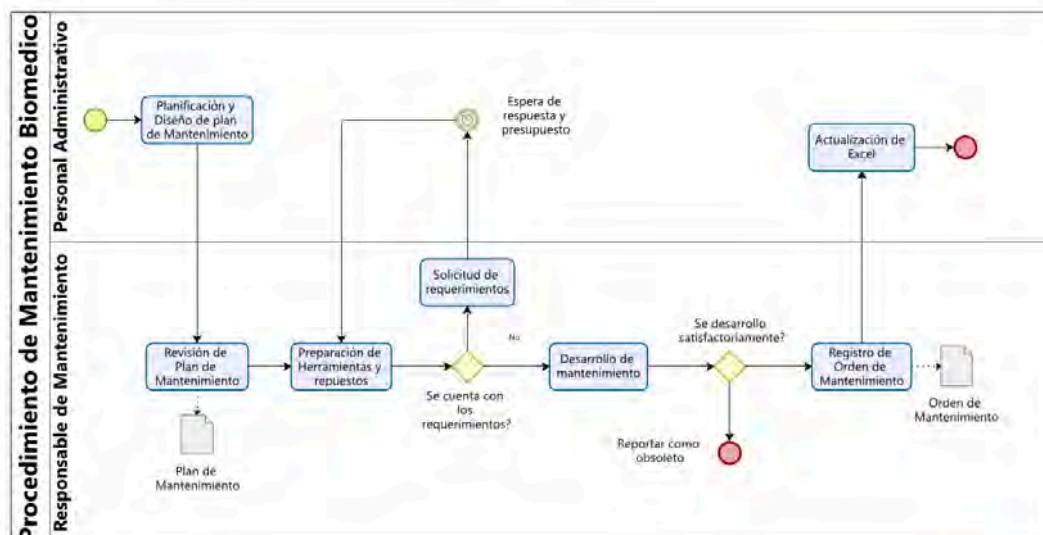 Procedimiento de Mantenimiento Biomedico
Personal Administrativo
Planificación y
Diseño de plan
de Mantenimiento
Espera de
respuesta y
presupuesto
Actualización de
Excel
Responsable de Mantenimiento
Solicitud de
requerimientos
Revisión de
Plan de
Mantenimiento
Preparación de
Herramientas y
repuestos
No
Se cuenta con
los
requerimientos?
Desarrollo de
mantenimiento
Se desarrollo
satisfactoriamente?
Registro de
Orden de
Mantenimiento
Orden de
Mantenimiento
Reportar como
obsoleto
Plan de
Mantenimiento